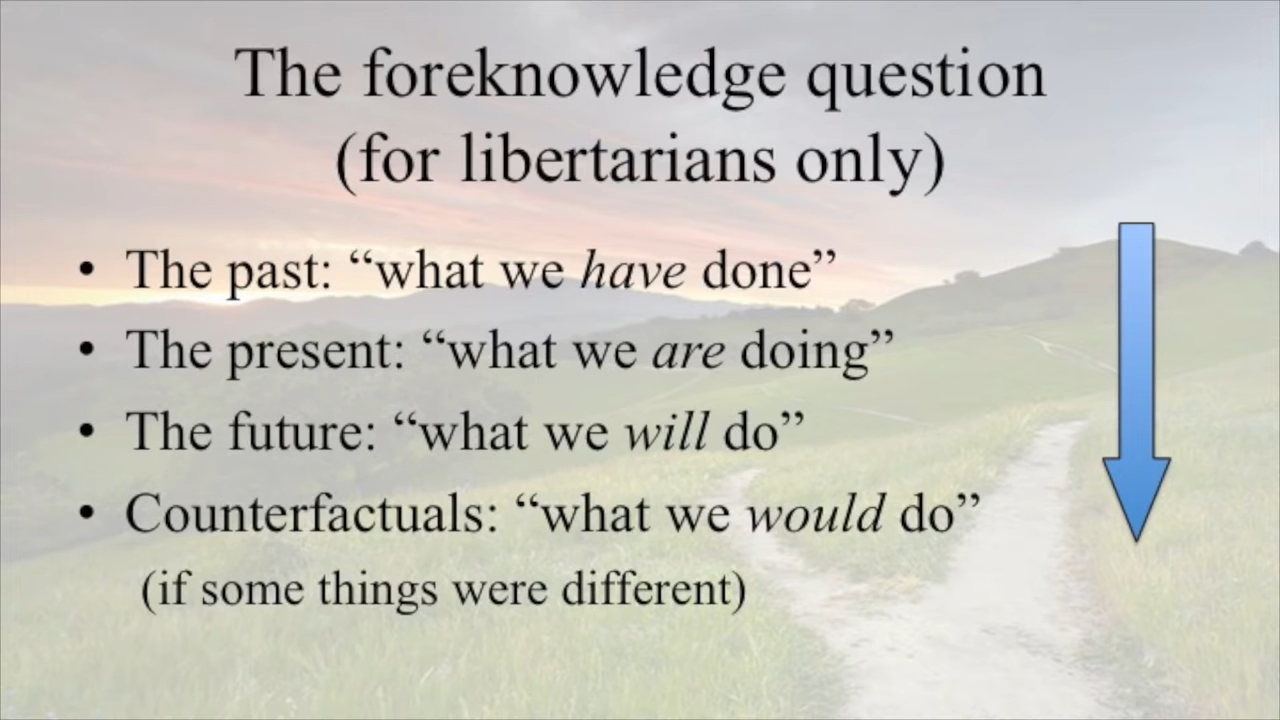 The foreknowledge question
(for libertarians only)
• The past: “what we have done”
• The present: “what we are doing”
• The future: “what we will do”
• Counterfactuals: “what we would do”
(if some things were different)